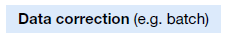 Data correction (e.g. batch)